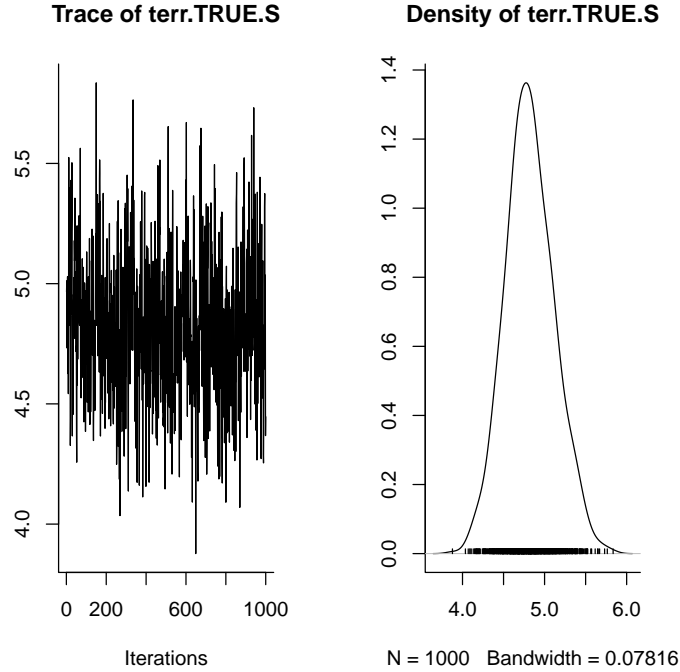 Trace of terr.TRUE.S
5.5
5.0
4.5
4.0
0 200 600 1000
Iterations
Density of terr.TRUE.S
1.4
1.2
1.0
0.8
0.6
0.4
0.2
0.0
4.0 5.0 6.0
N = 1000 Bandwidth = 0.07816